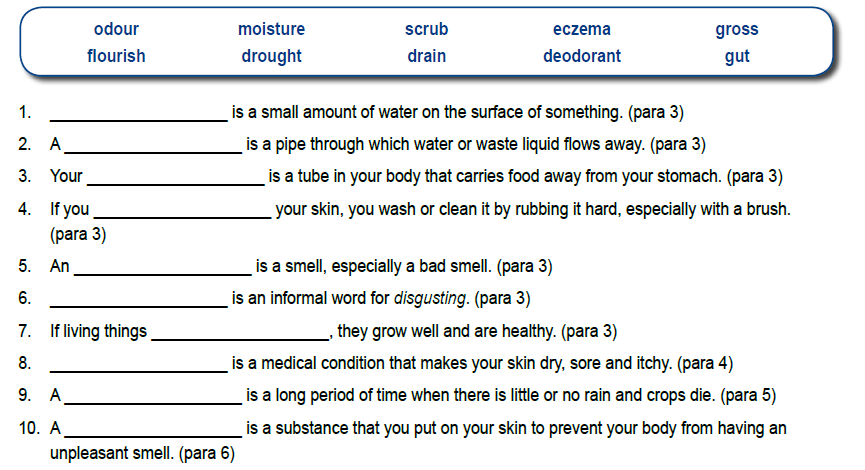 odour moisture scrub eczema gross
flourish drought drain deodorant gut
1. ____________________ is a small amount of water on the surface of something. (para 3)
2. A ____________________ is a pipe through which water or waste liquid flows away. (para 3)
3. Your ____________________ is a tube in your body that carries food away from your stomach. (para 3)
4. If you ____________________ your skin, you wash or clean it by rubbing it hard, especially with a brush.
(para 3)
5. An ____________________ is a smell, especially a bad smell. (para 3)
6. ____________________ is an informal word for disgusting. (para 3)
7. If living things ____________________, they grow well and are healthy. (para 3)
8. ____________________ is a medical condition that makes your skin dry, sore and itchy. (para 4)
9. A ____________________ is a long period of time when there is little or no rain and crops die. (para 5)
10. A ____________________ is a substance that you put on your skin to prevent your body from having an
unpleasant smell. (para 6)